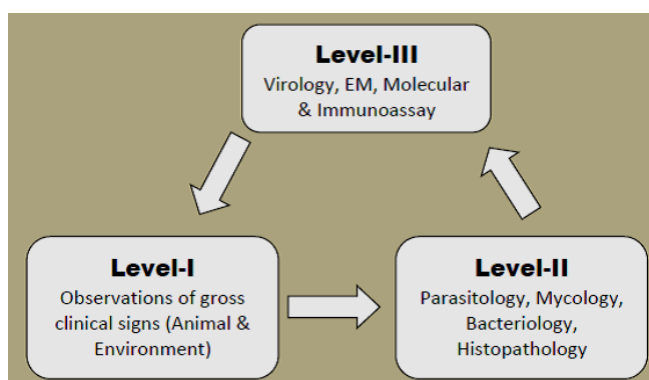 Level-III
Virology, EM, Molecular
& Immunoassay
Level-I
Observations of gross
clinical signs (Animal &
Environment)
Level-II
Parasitology, Mycology,
Bacteriology,
Histopathology